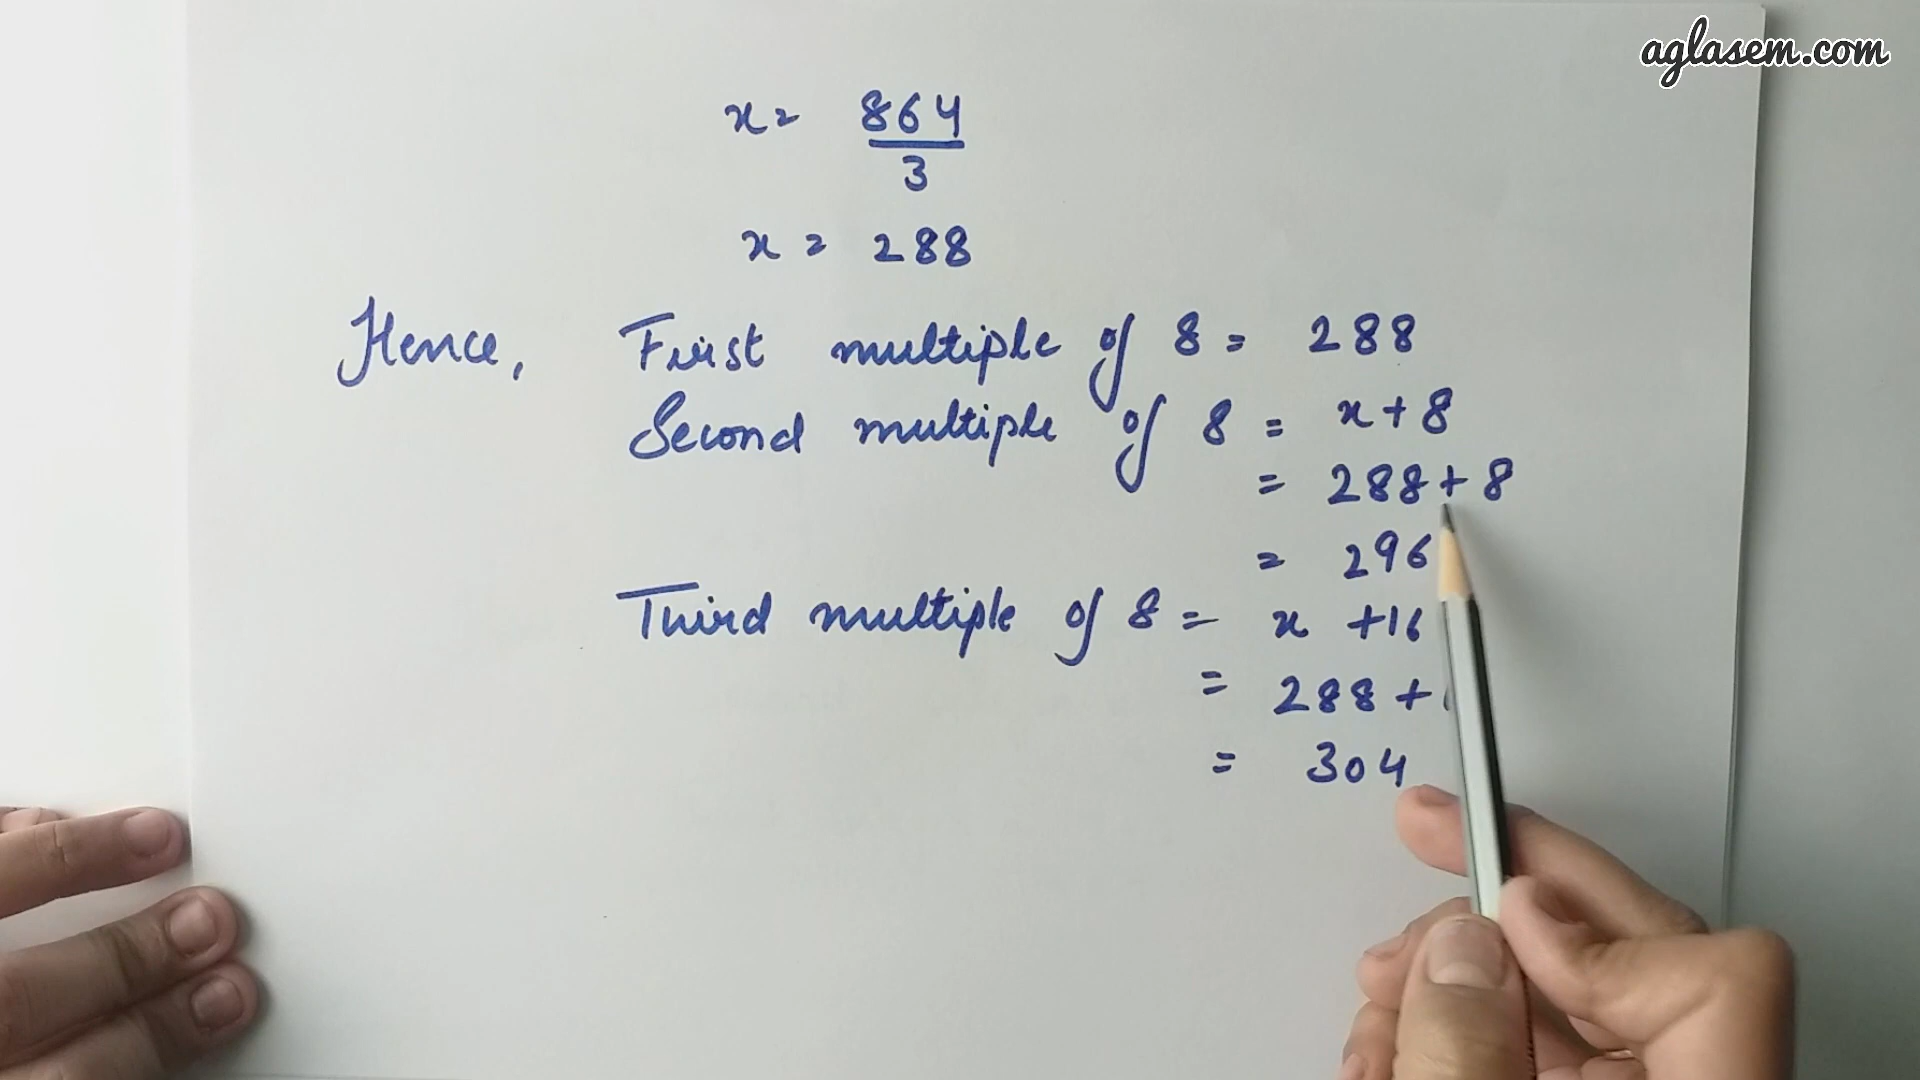 aglasem.com
x = 864/3
x = 288
Hence, First multiple of 8 = 288
Second multiple of 8 = x + 8
= 288 + 8
= 296
Third multiple of 8 = x + 16
= 288 +
= 304